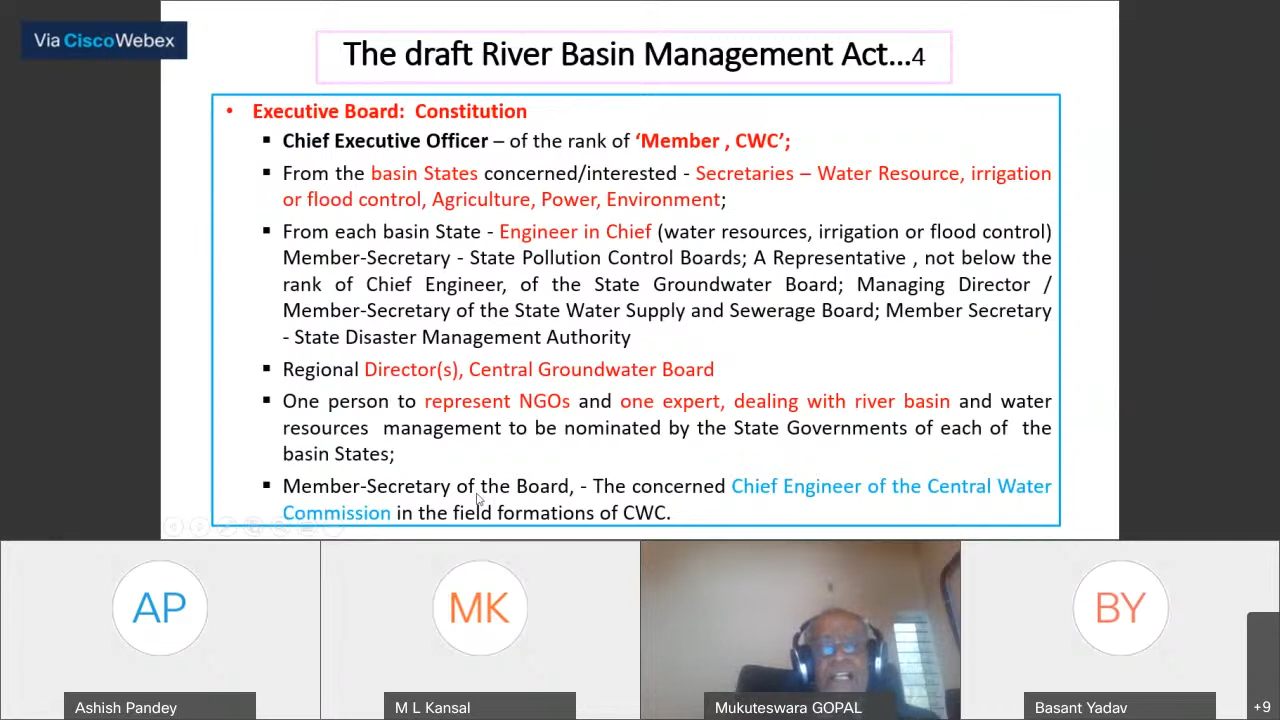 Via CiscoWebex
The draft River Basin Management Act...4
• Executive Board: Constitution
▪ Chief Executive Officer – of the rank of ‘Member , CWC’;
▪ From the basin States concerned/interested - Secretaries – Water Resource, irrigation
or flood control, Agriculture, Power, Environment;
▪ From each basin State - Engineer in Chief (water resources, irrigation or flood control)
Member-Secretary - State Pollution Control Boards; A Representative , not below the
rank of Chief Engineer, of the State Groundwater Board; Managing Director /
Member-Secretary of the State Water Supply and Sewerage Board; Member Secretary
- State Disaster Management Authority
▪ Regional Director(s), Central Groundwater Board
▪ One person to represent NGOs and one expert, dealing with river basin and water
resources management to be nominated by the State Governments of each of the
basin States;
▪ Member-Secretary of the Board, - The concerned Chief Engineer of the Central Water
Commission in the field formations of CWC.
AP
MK
BY
Ashish Pandey
M L Kansal
Mukuteswara GOPAL
Basant Yadav
+9